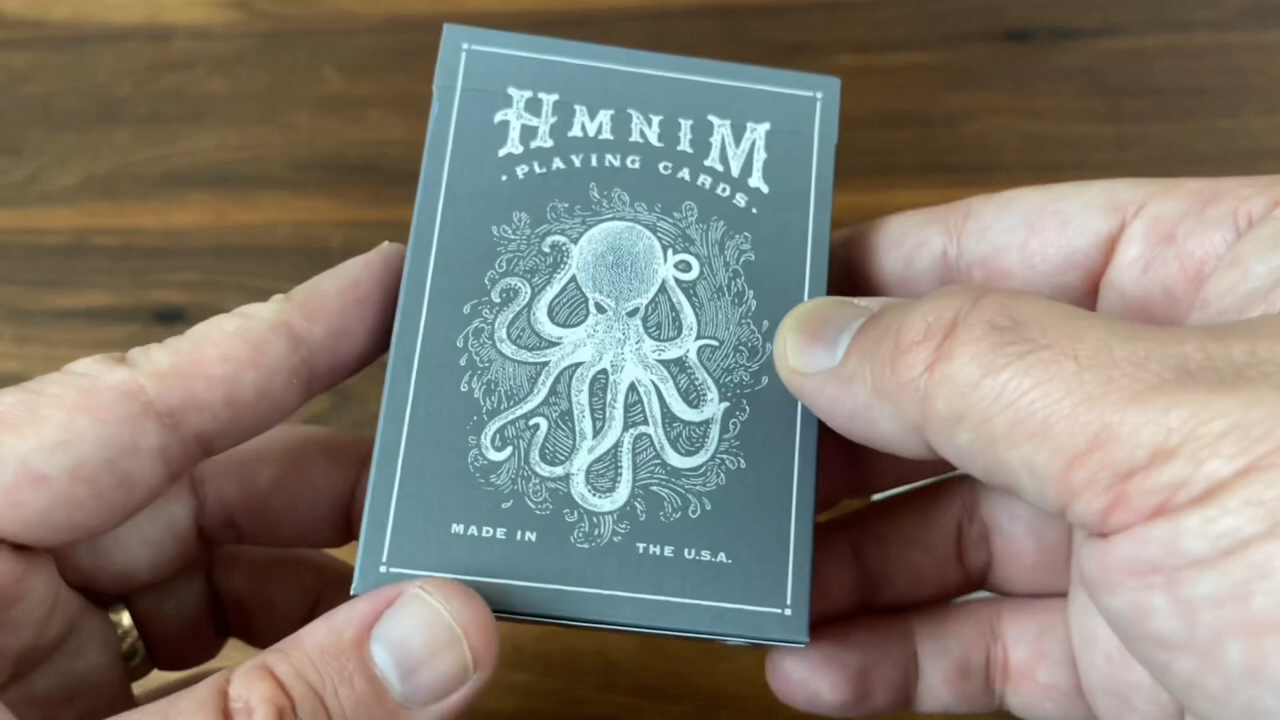 HMNIM
· PLAYING CARDS ·
MADE IN THE U.S.A.